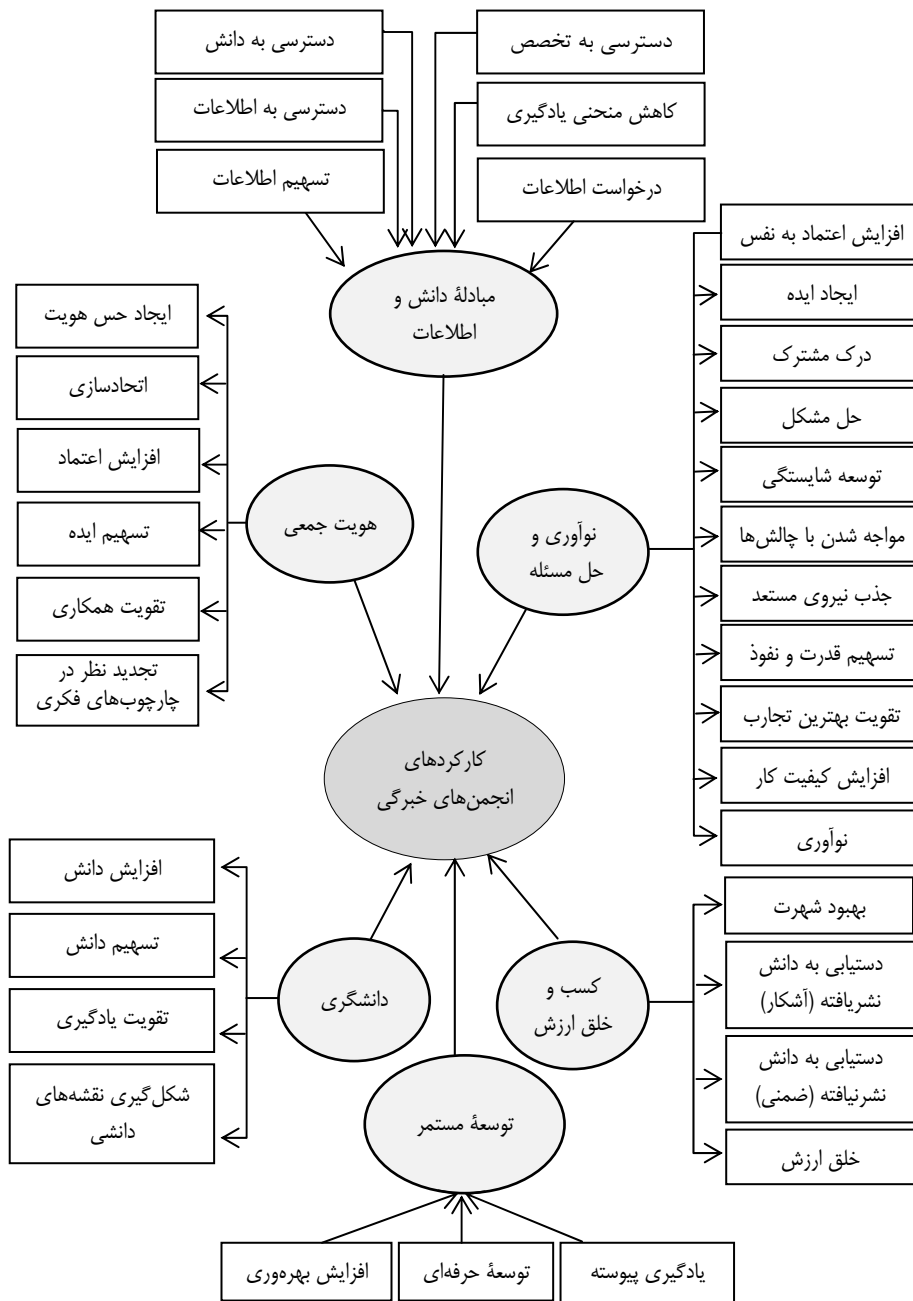 دسترسی به تخصص
دسترسی به دانش
کاهش منحنی یادگیری
دسترسی به اطلاعات
درخواست اطلاعات
تسهیم اطلاعات
مبادلهٔ دانش و
اطلاعات
افزایش اعتماد به نفس
ایجاد ایده
درک مشترک
حل مشکل
توسعه شایستگی
مواجه شدن با چالش‌ها
جذب نیروی مستعد
تسهیم قدرت و نفوذ
تقویت بهترین تجارب
افزایش کیفیت کار
نوآوری
نوآوری و
حل مسئله
هویت جمعی
ایجاد حس هویت
اتحادسازی
افزایش اعتماد
تسهیم ایده
تقویت همکاری
تجدید نظر در
چارچوب‌های فکری
کارکردهای
انجمن‌های خبرگی
بهبود شهرت
دستیابی به دانش
نشریافته (آشکار)
دستیابی به دانش
نشرنیافته (ضمنی)
خلق ارزش
کسب و
خلق ارزش
دانشگری
افزایش دانش
تسهیم دانش
تقویت یادگیری
شکل‌گیری نقشه‌های
دانشی
توسعهٔ مستمر
یادگیری پیوسته
توسعهٔ حرفه‌ای
افزایش بهره‌وری